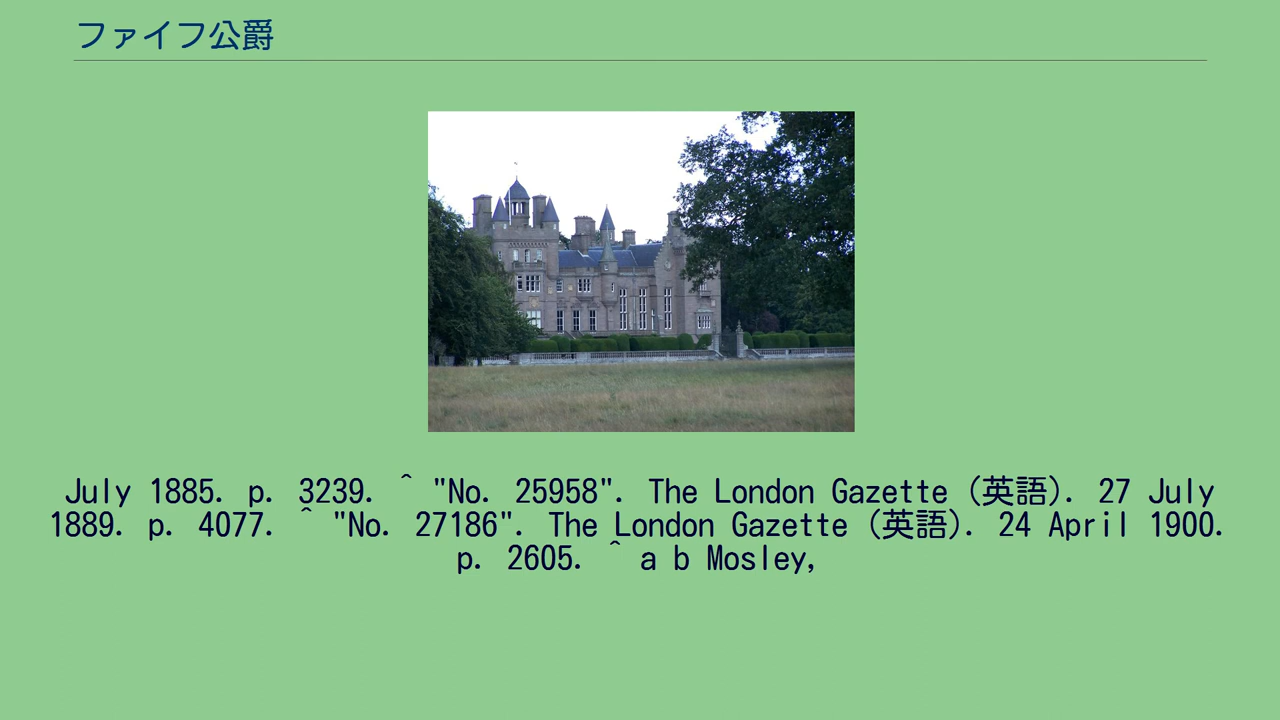 ファイフ公爵
July 1885. p. 3239. ^ "No. 25958". The London Gazette (英語). 27 July
1889. p. 4077. ^ "No. 27186". The London Gazette (英語). 24 April 1900.
p. 2605. ^ a b Mosley,